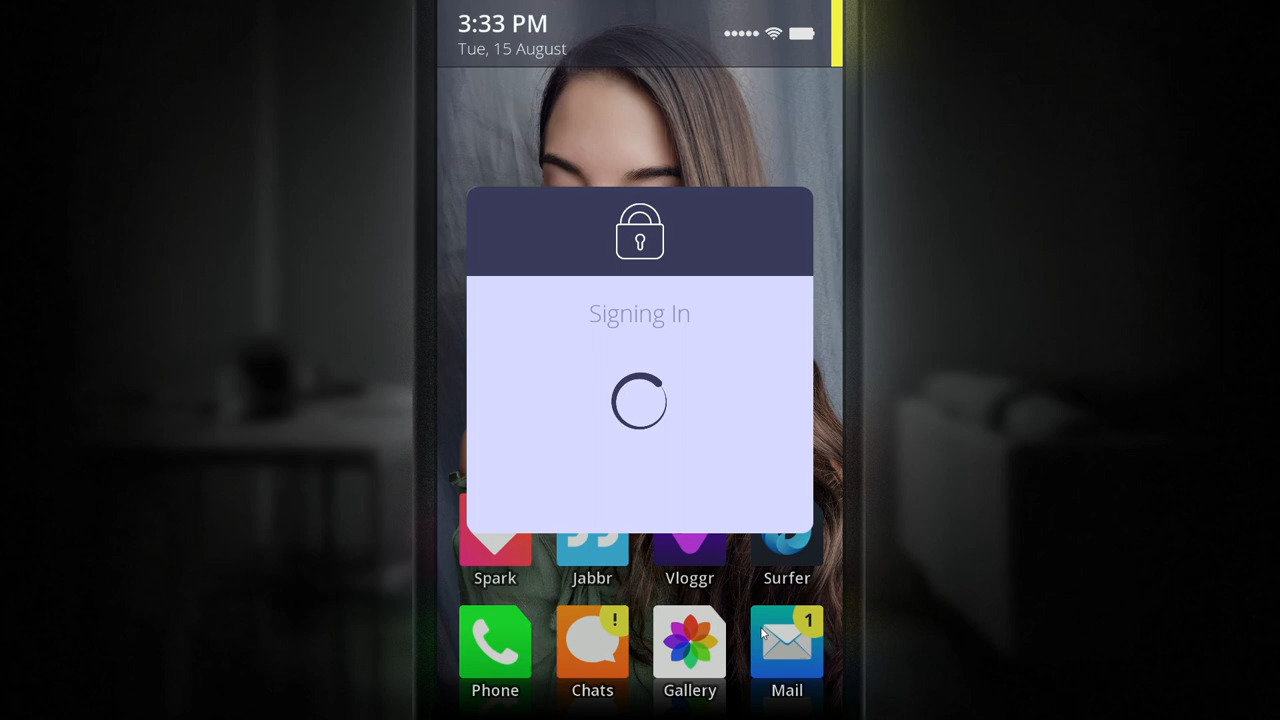 3:33 PM
Tue, 15 August
Signing In
Spark
Jabbr
Vloggr
Surfer
!
1
Phone
Chats
Gallery
Mail